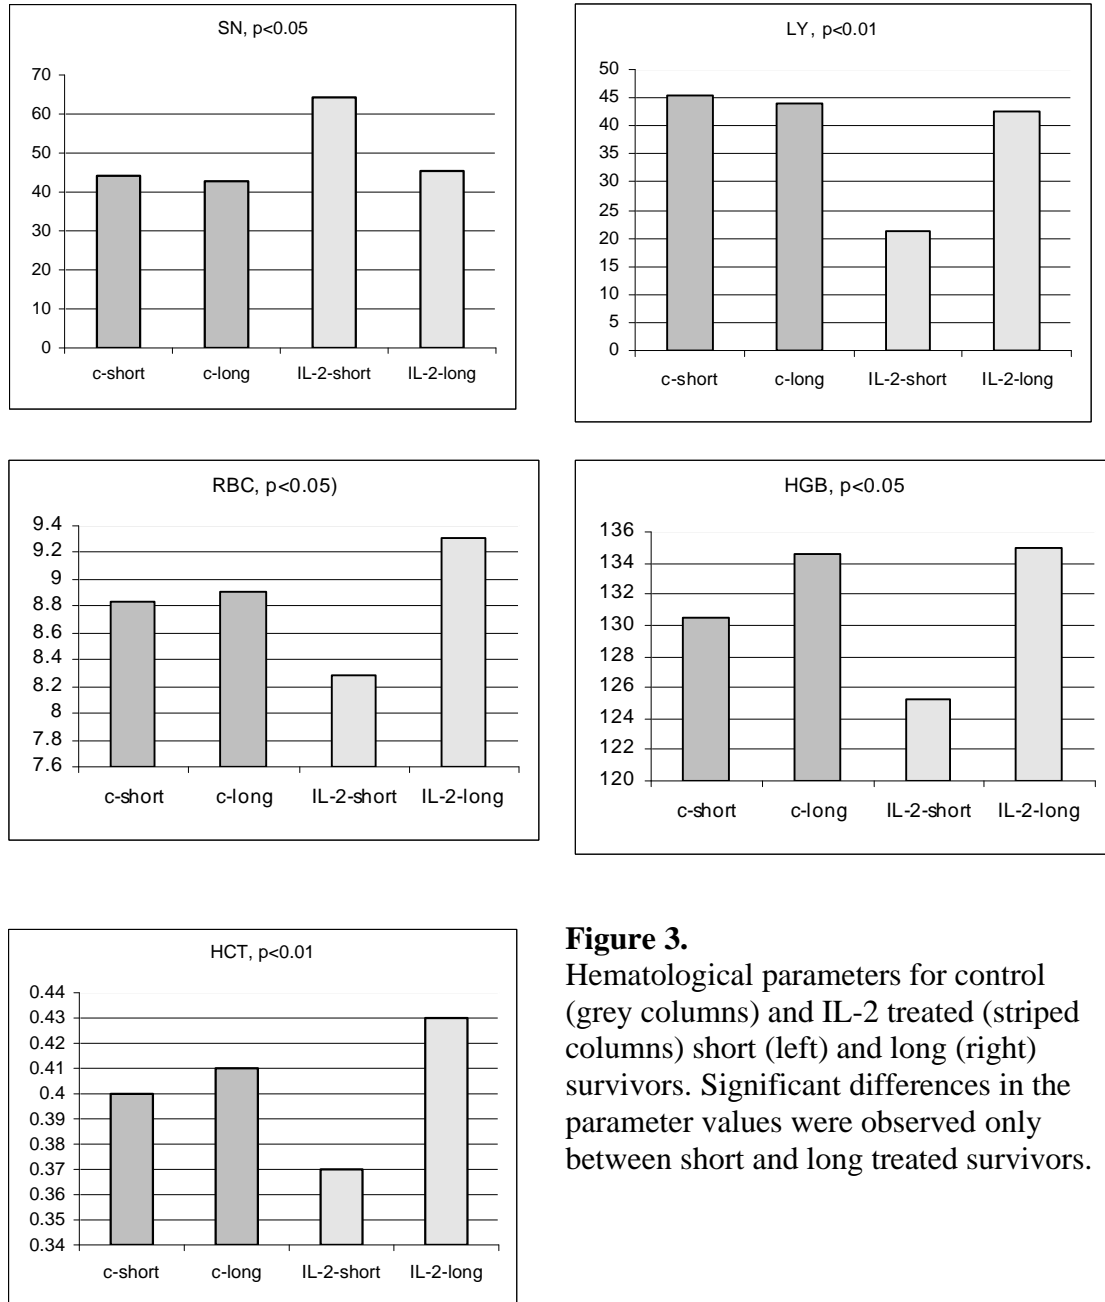 SN, p<0.05
70
60
50
40
30
20
10
0
c-short c-long IL-2-short IL-2-long
LY, p<0.01
50
45
40
35
30
25
20
15
10
5
0
c-short c-long IL-2-short IL-2-long
RBC, p<0.05)
9.4
9.2
9
8.8
8.6
8.4
8.2
8
7.8
7.6
c-short c-long IL-2-short IL-2-long
HGB, p<0.05
136
134
132
130
128
126
124
122
120
c-short c-long IL-2-short IL-2-long
HCT, p<0.01
0.44
0.43
0.42
0.41
0.4
0.39
0.38
0.37
0.36
0.35
0.34
c-short c-long IL-2-short IL-2-long
Figure 3.
Hematological parameters for control
(grey columns) and IL-2 treated (striped
columns) short (left) and long (right)
survivors. Significant differences in the
parameter values were observed only
between short and long treated survivors.